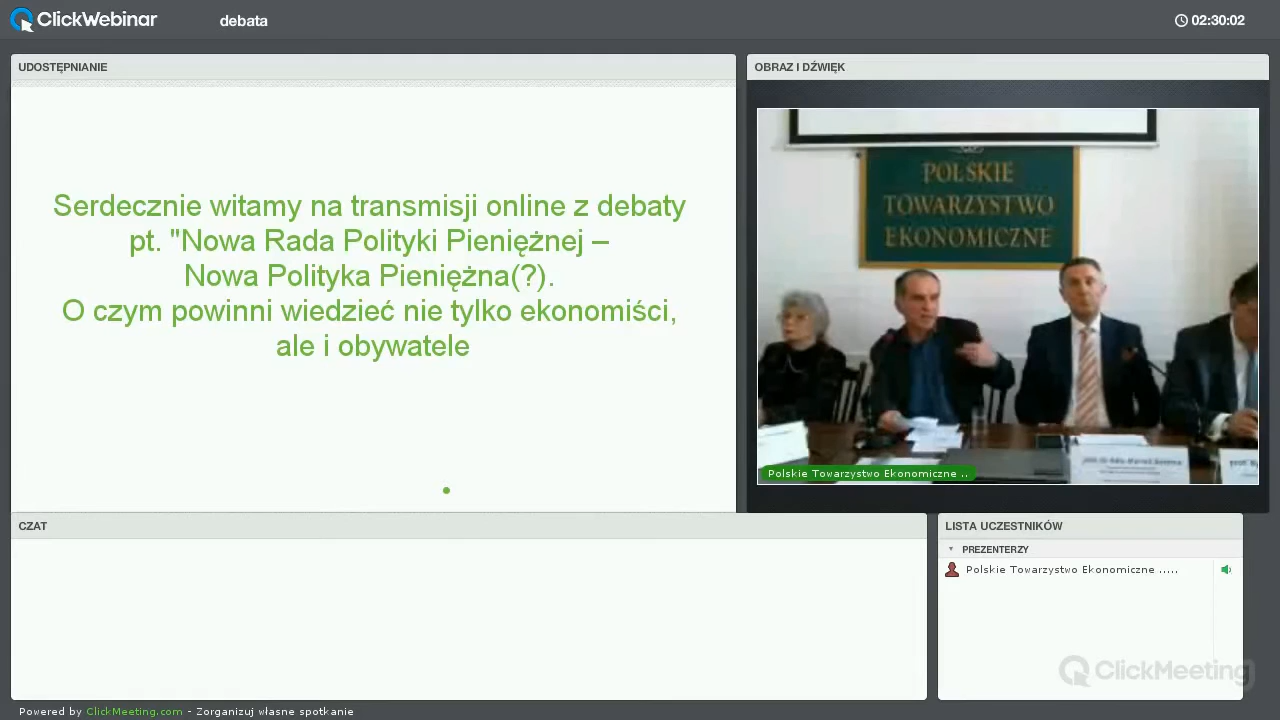 ClickWebinar
debata
02:30:02
UDOSTĘPNIANIE
Serdecznie witamy na transmisji online z debaty
pt. "Nowa Rada Polityki Pieniężnej –
Nowa Polityka Pieniężna(?).
O czym powinni wiedzieć nie tylko ekonomiści,
ale i obywatele
OBRAZ I DŹWIĘK
POLSKIE
TOWARZYSTWO
EKONOMICZNE
Polskie Towarzystwo Ekonomiczne ..
CZAT
LISTA UCZESTNIKÓW
PREZENTERZY
Polskie Towarzystwo Ekonomiczne .....
ClickMeeting
Powered by ClickMeeting.com - Zorganizuj własne spotkanie